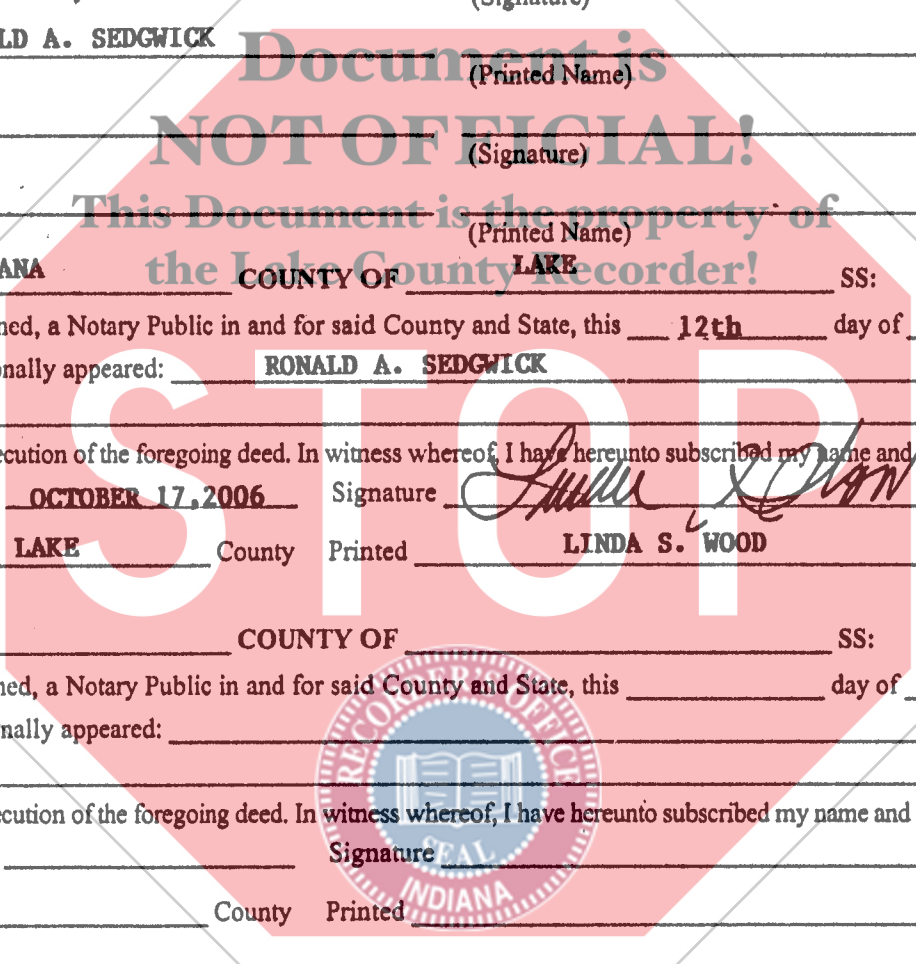 (Signature)
LD A. SEDGWICK
(Printed Name)
Document is
NOT OFFICIAL!
(Signature)
This Document is the property of
(Printed Name)
the Lake County Recorder!
ANA COUNTY OF LAKE SS:
ned, a Notary Public in and for said County and State, this 12th day of
onally appeared: RONALD A. SEDGWICK
STOP
ecution of the foregoing deed. In witness whereof, I have hereunto subscribed my name and
OCTOBER 17,2006 Signature
LAKE County Printed LINDA S. WOOD
COUNTY OF SS:
ned, a Notary Public in and for said County and State, this day of
nally appeared:
RECORDER'S OFFICE
ecution of the foregoing deed. In witness whereof, I have hereunto subscribed my name and
Signature
SEAL
INDIANA
County Printed